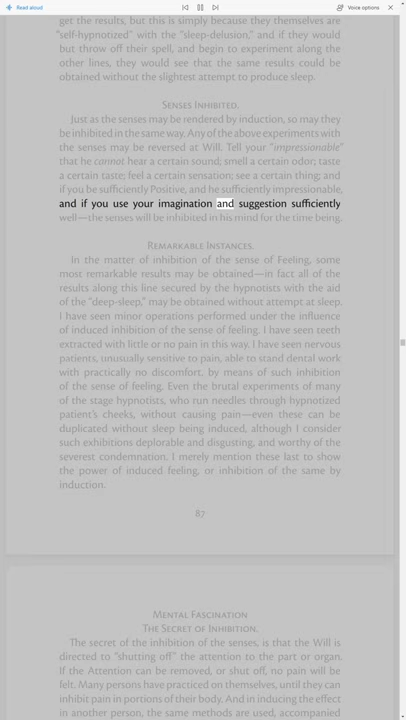 Read aloud
Voice options
get the results, but this is simply because they themselves are
"self-hypnotized" with the "sleep-delusion," and if they would
but throw off their spell, and begin to experiment along the
other lines, they would see that the same results could be
obtained without the slightest attempt to produce sleep.
SENSES INHIBITED.
Just as the senses may be rendered by induction, so may they
be inhibited in the same way. Any of the above experiments with
the senses may be reversed at Will. Tell your "impressionable"
that he cannot hear a certain sound; smell a certain odor; taste
a certain taste; feel a certain sensation; see a certain thing; and
if you be sufficiently Positive, and he sufficiently impressionable,
and if you use your imagination and suggestion sufficiently
well—the senses will be inhibited in his mind for the time being.
REMARKABLE INSTANCES.
In the matter of inhibition of the sense of Feeling, some
most remarkable results may be obtained—in fact all of the
results along this line secured by the hypnotists with the aid
of the "deep-sleep," may be obtained without attempt at sleep.
I have seen minor operations performed under the influence
of induced inhibition of the sense of feeling. I have seen teeth
extracted with little or no pain in this way. I have seen nervous
patients, unusually sensitive to pain, able to stand dental work
with practically no discomfort, by means of such inhibition
of the sense of feeling. Even the brutal experiments of many
of the stage hypnotists, who run needles through hypnotized
patient's cheeks, without causing pain—even these can be
duplicated without sleep being induced, although I consider
such exhibitions deplorable and disgusting, and worthy of the
severest condemnation. I merely mention these last to show
the power of induced feeling, or inhibition of the same by
induction.
87
MENTAL FASCINATION
THE SECRET OF INHIBITION.
The secret of the inhibition of the senses, is that the Will is
directed to "shutting off" the attention to the part or organ.
If the Attention can be removed, or shut off, no pain will be
felt. Many persons have practiced on themselves, until they can
inhibit pain in portions of their body. And in inducing the effect
in another person, the same methods are used, accompanied